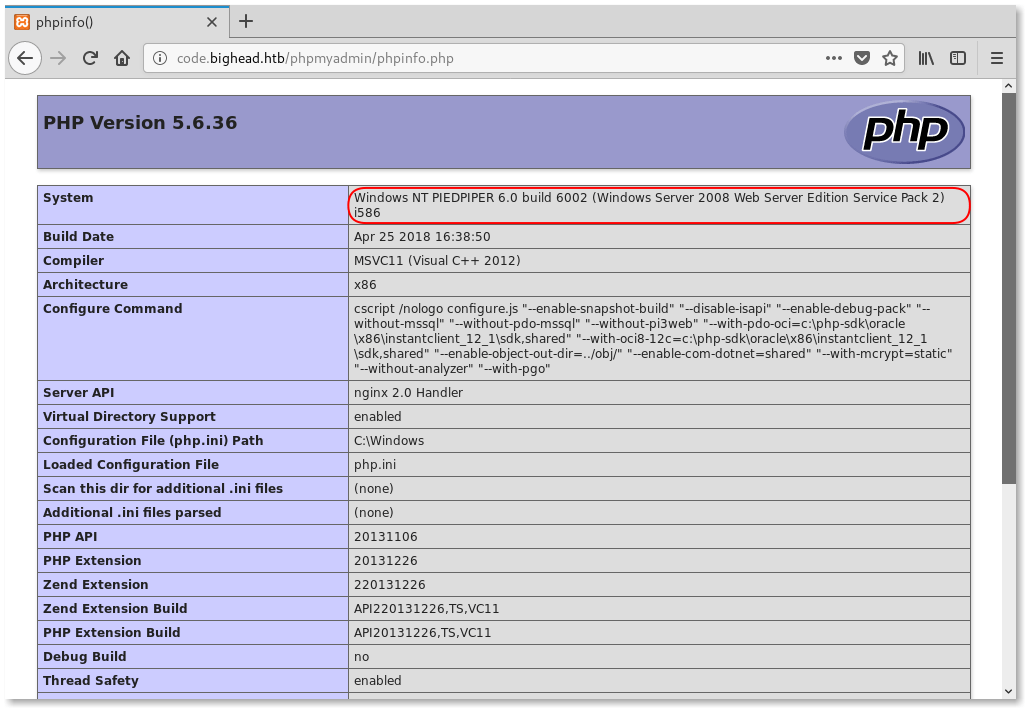 phpinfo()
code.bighead.htb/phpmyadmin/phpinfo.php
PHP Version 5.6.36
php
System Windows NT PIEDPIPER 6.0 build 6002 (Windows Server 2008 Web Server Edition Service Pack 2)
i586
Build Date Apr 25 2018 16:38:50
Compiler MSVC11 (Visual C++ 2012)
Architecture x86
Configure Command cscript /nologo configure.js "--enable-snapshot-build" "--disable-isapi" "--enable-debug-pack" "--
without-mssql" "--without-pdo-mssql" "--without-pi3web" "--with-pdo-oci=c:\php-sdk\oracle
\x86\instantclient_12_1\sdk,shared" "--with-oci8-12c=c:\php-sdk\oracle\x86\instantclient_12_1
\sdk,shared" "--enable-object-out-dir=../obj/" "--enable-com-dotnet=shared" "--with-mcrypt=static"
"--without-analyzer" "--with-pgo"
Server API nginx 2.0 Handler
Virtual Directory Support enabled
Configuration File (php.ini) Path C:\Windows
Loaded Configuration File php.ini
Scan this dir for additional .ini files (none)
Additional .ini files parsed (none)
PHP API 20131106
PHP Extension 20131226
Zend Extension 220131226
Zend Extension Build API220131226,TS,VC11
PHP Extension Build API20131226,TS,VC11
Debug Build no
Thread Safety enabled